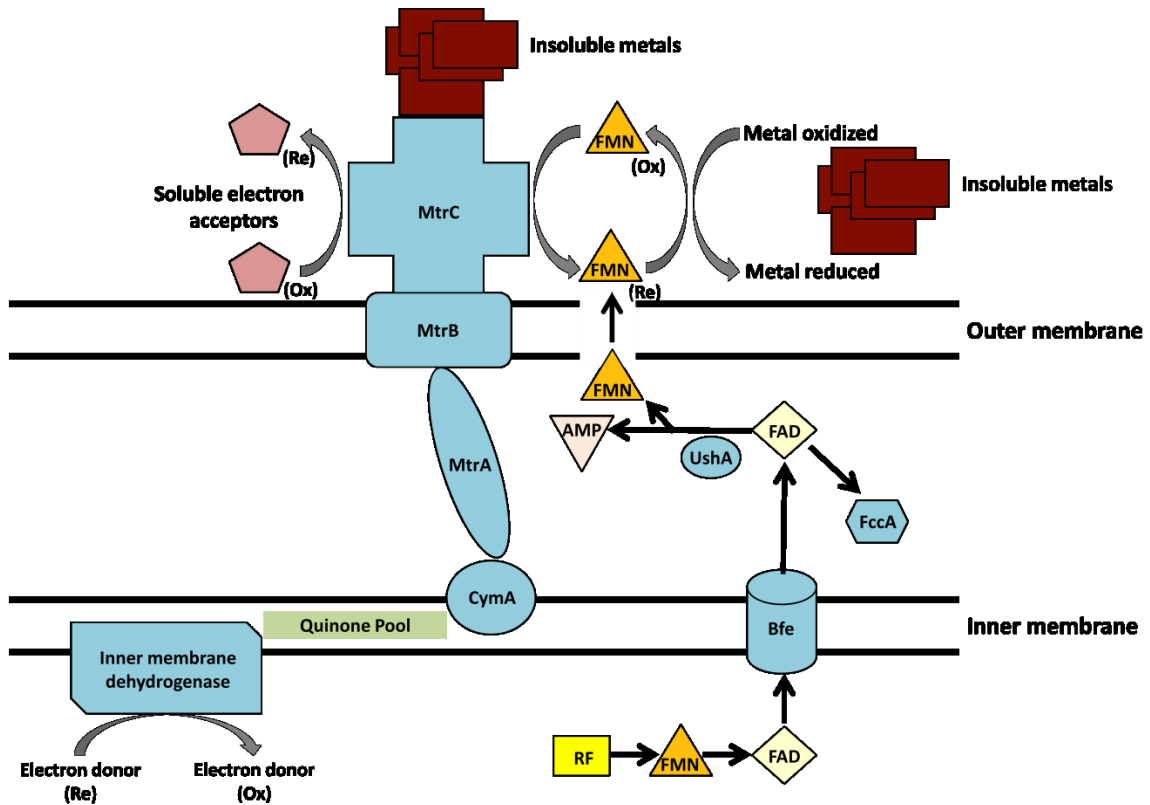 Insoluble metals
FMN
(Ox)
Metal oxidized
(Re)
Soluble electron
acceptors
MtrC
Insoluble metals
(Ox)
FMN
(Re)
Metal reduced
MtrB
Outer membrane
FMN
AMP
FAD
UshA
MtrA
FccA
CymA
Quinone Pool
Bfe
Inner membrane
Inner membrane
dehydrogenase
RF
FMN
FAD
Electron donor
(Re)
Electron donor
(Ox)